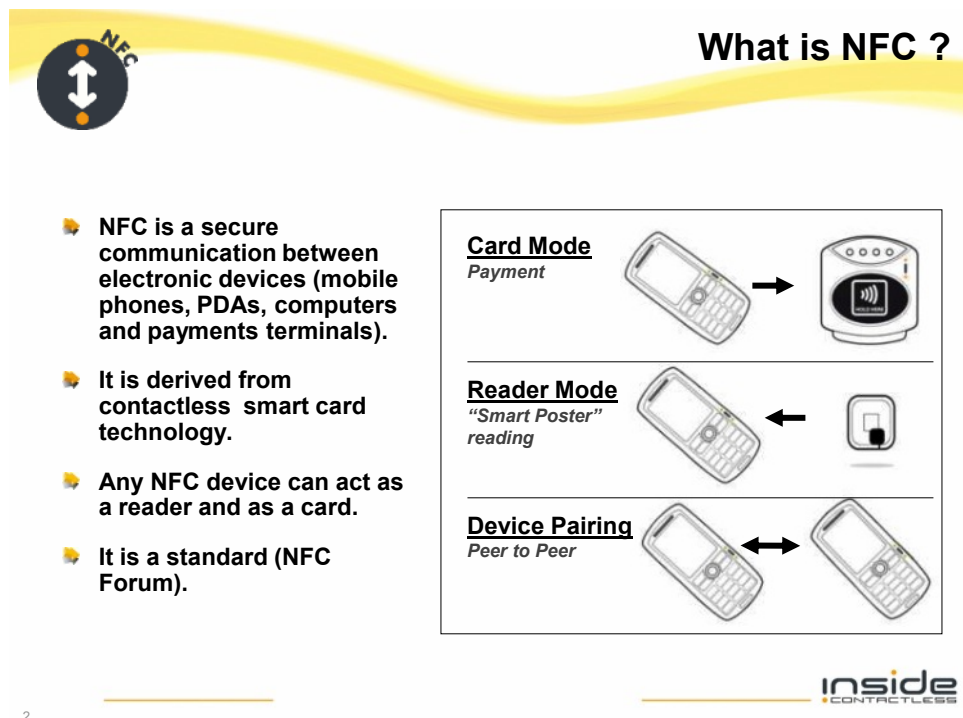 NFC
What is NFC ?
NFC is a secure
communication between
electronic devices (mobile
phones, PDAs, computers
and payments terminals).
It is derived from
contactless smart card
technology.
Any NFC device can act as
a reader and as a card.
It is a standard (NFC
Forum).
Card Mode
Payment
HOLD HERE
Reader Mode
“Smart Poster”
reading
Device Pairing
Peer to Peer
inside
CONTACTLESS
2